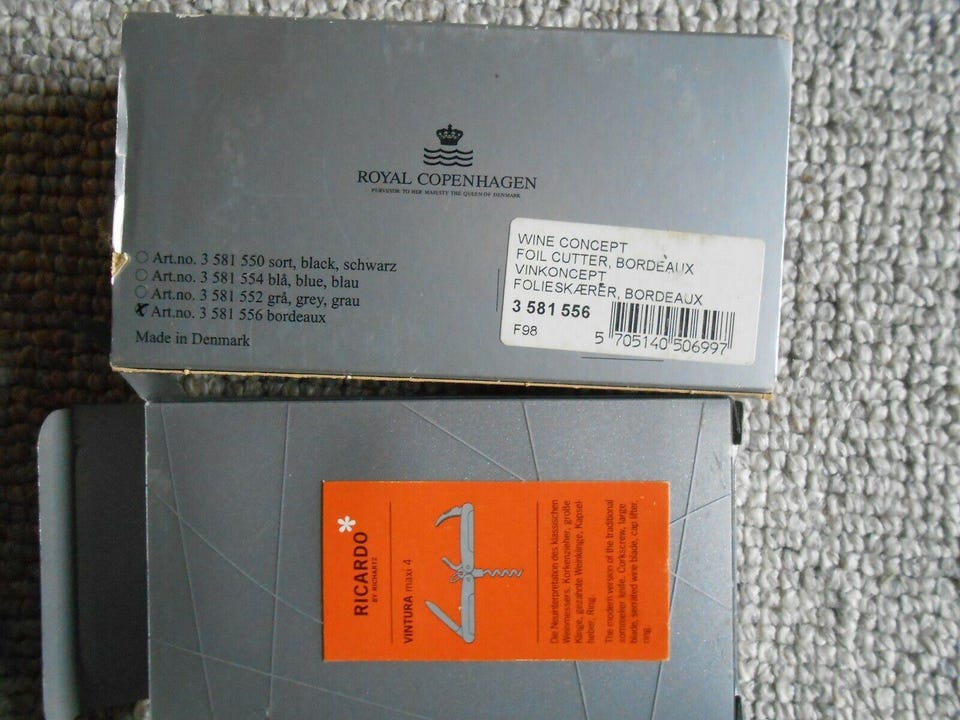 ROYAL COPENHAGEN
PURVEYOR TO HER MAJESTY THE QUEEN OF DENMARK
Art.no. 3 581 550 sort, black, schwarz
Art.no. 3 581 554 blå, blue, blau
Art.no. 3 581 552 grå, grey, grau
Art.no. 3 581 556 bordeaux
Made in Denmark
WINE CONCEPT
FOIL CUTTER, BORDEAUX
VINKONCEPT
FOLIESKÆRER, BORDEAUX
3 581 556
F98
5 705140 506997
RICARDO*
BY RICHARTZ
VINTURA maxi 4
Die Neuinterpretation des klassischen
Weinmessers. Korkenzieher, große
Klinge, gezahnte Weinklinge, Kapsel-
heber, Ring.
The modern version of the traditional
sommelier knife. Corkscrew, large
blade, serrated wine blade, cap lifter,
ring.